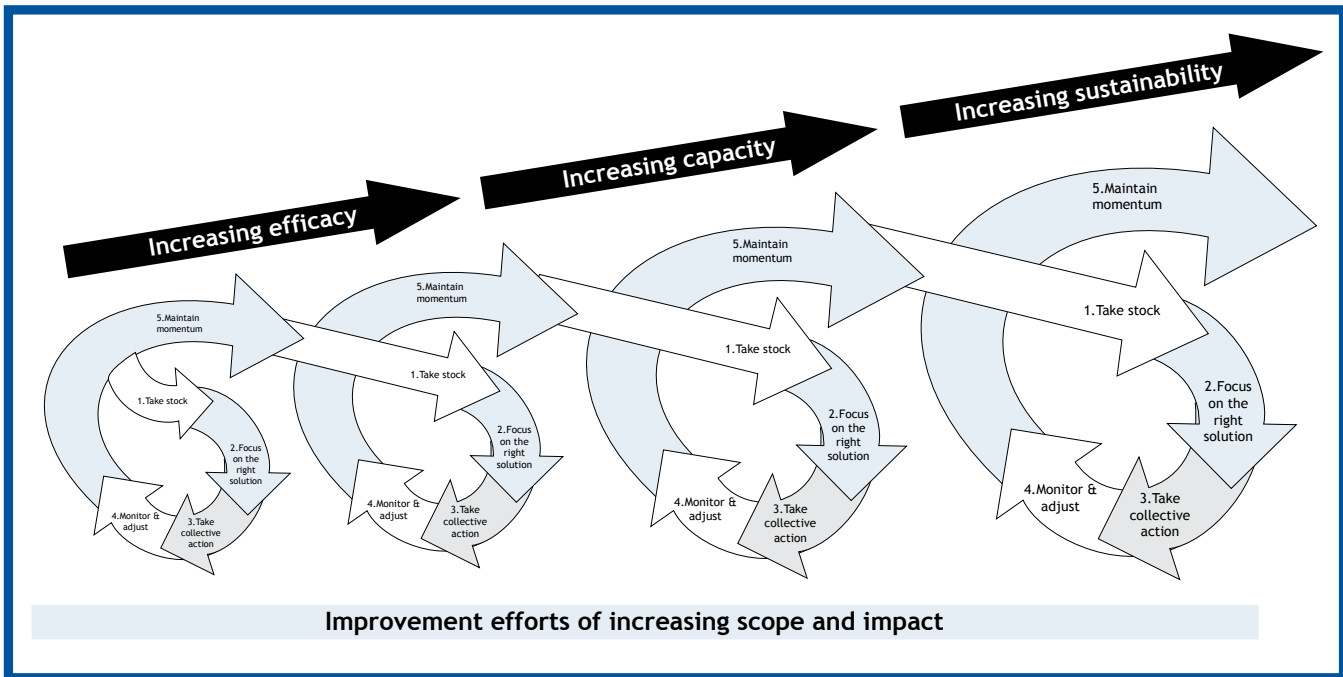 Increasing efficacy
Increasing capacity
Increasing sustainability
5.Maintain
momentum
1.Take stock
2.Focus
on the
right
solution
3.Take
collective
action
4.Monitor &
adjust
5.Maintain
momentum
1.Take stock
2.Focus
on the
right
solution
3.Take
collective
action
4.Monitor &
adjust
5.Maintain
momentum
1.Take stock
2.Focus
on the
right
solution
3.Take
collective
action
4.Monitor &
adjust
5.Maintain
momentum
1.Take stock
2.Focus
on the
right
solution
3.Take
collective
action
4.Monitor &
adjust
Improvement efforts of increasing scope and impact